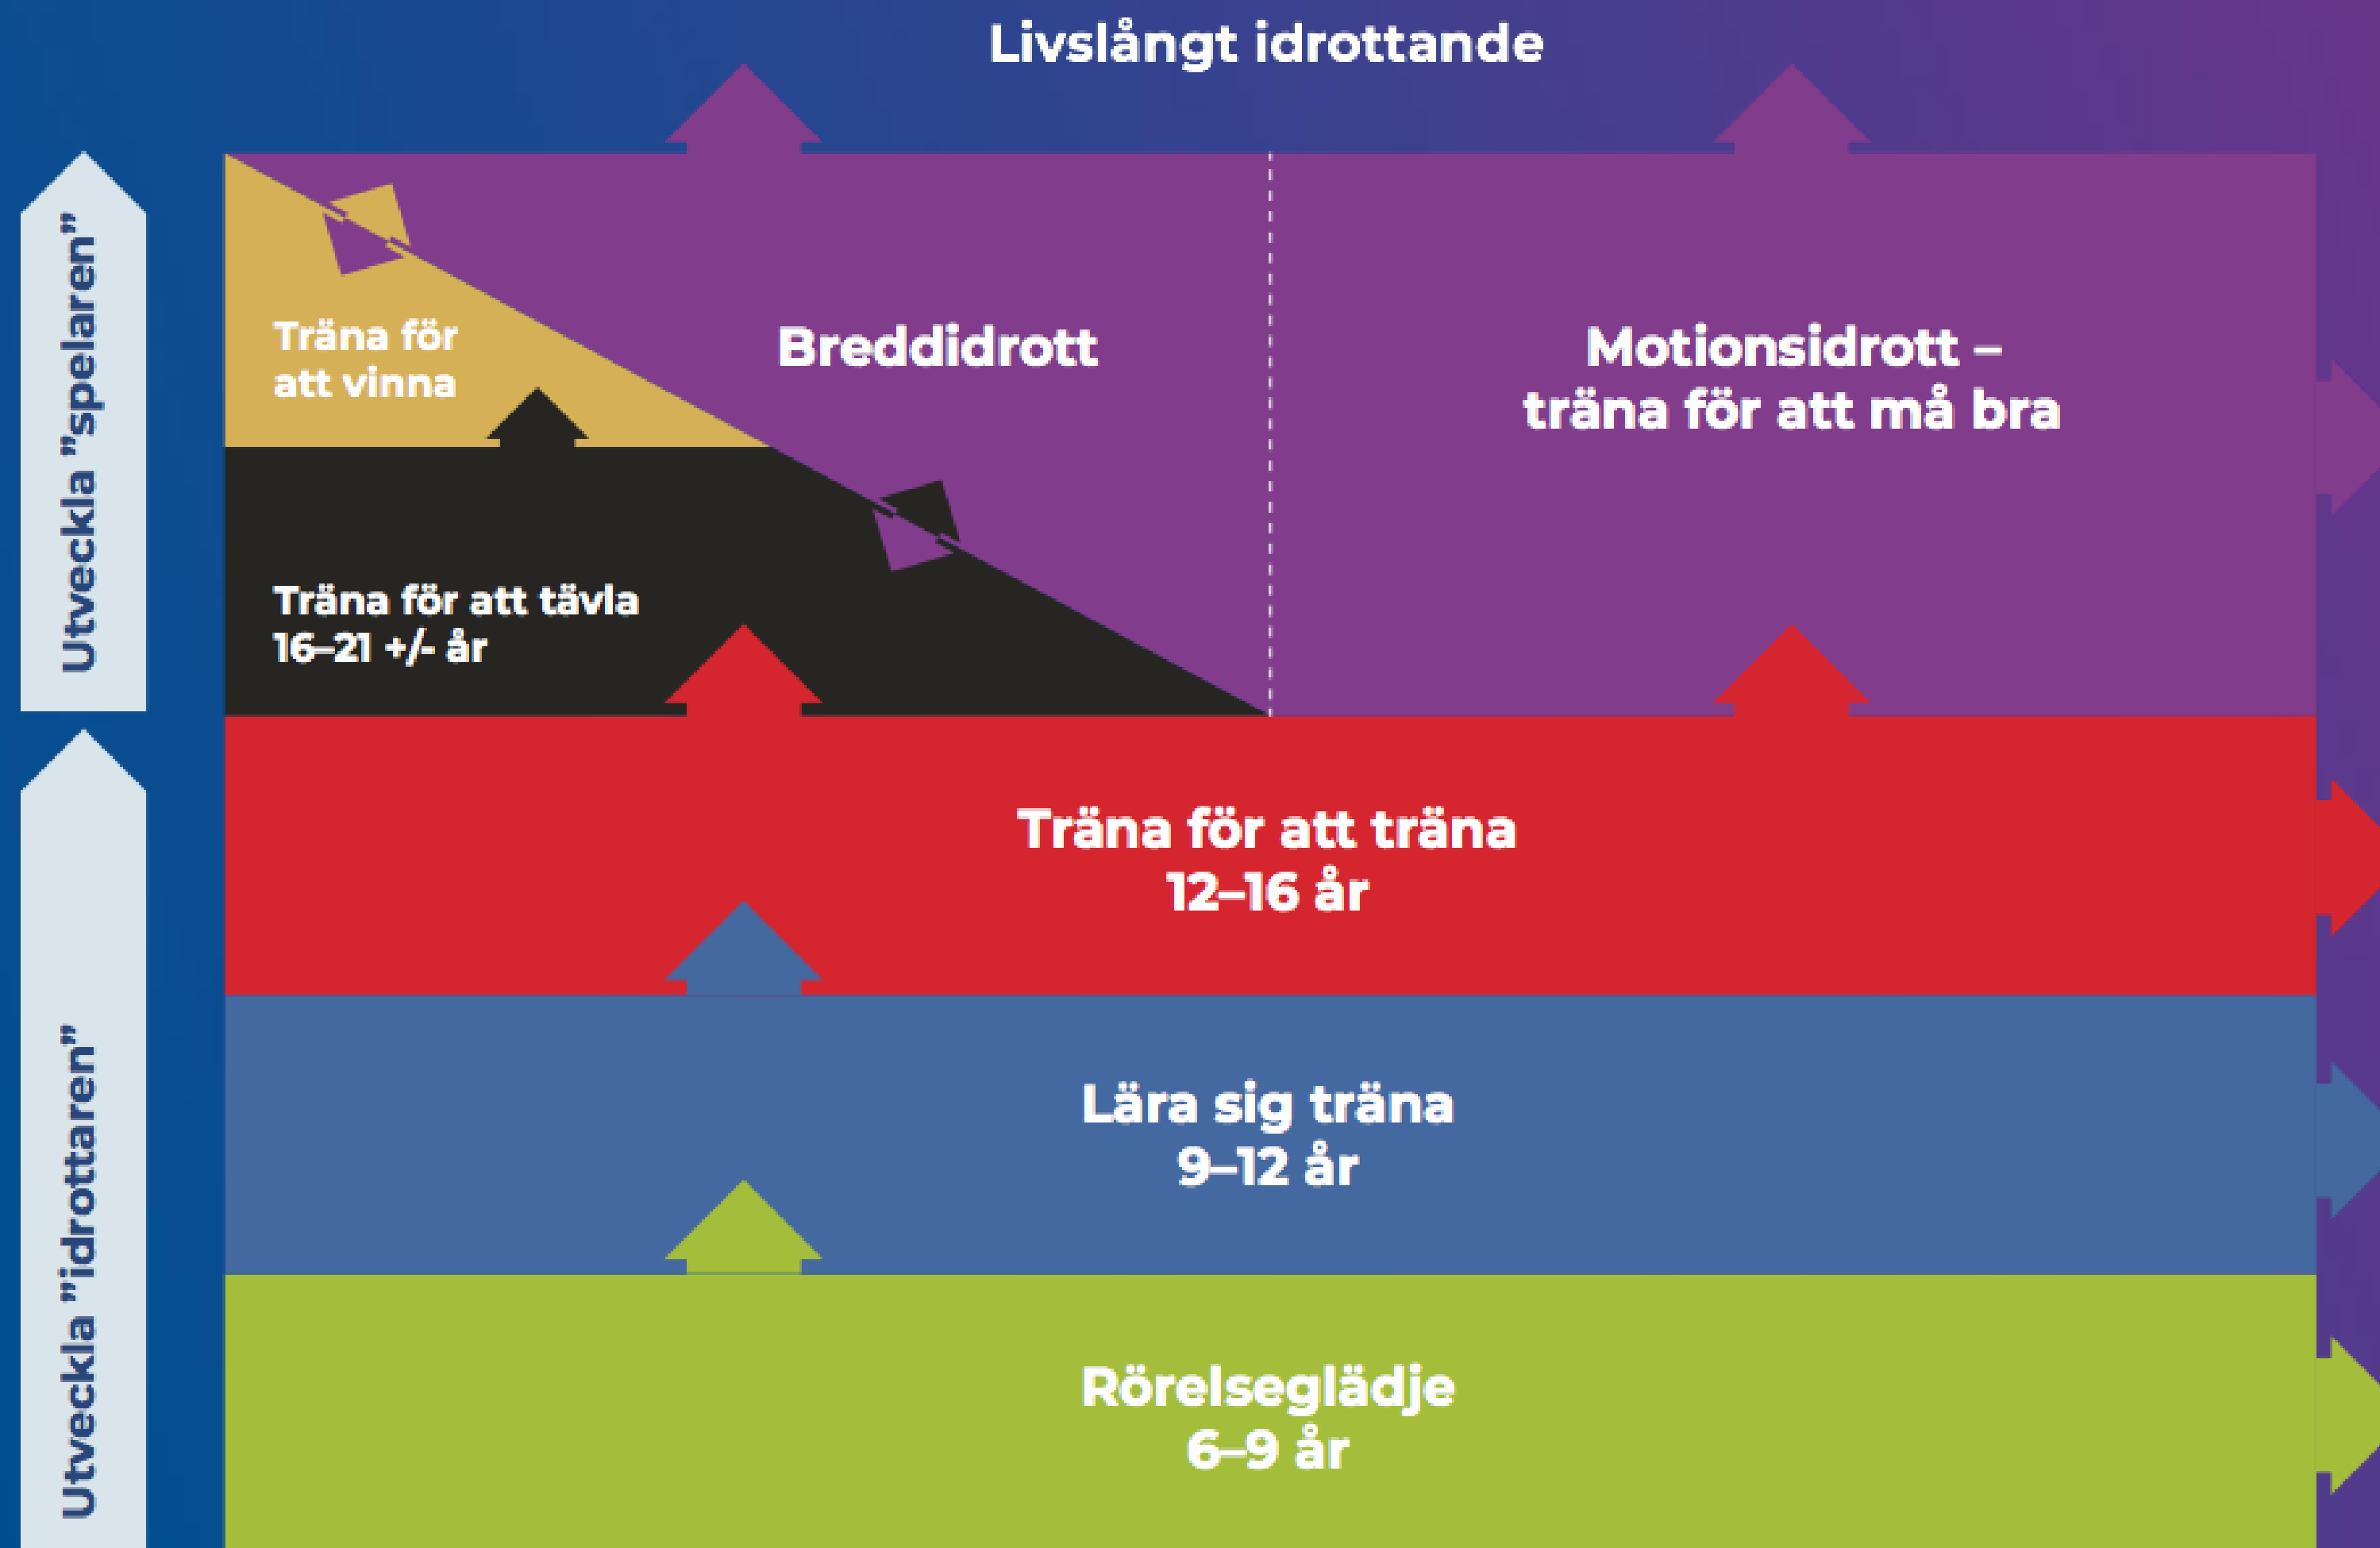 Livslångt idrottande
Utveckla ”spelaren”
Träna för
att vinna
Breddidrott
Motionsidrott –
träna för att må bra
Träna för att tävla
16–21 +/- år
Utveckla ”idrottaren”
Träna för att träna
12–16 år
Lära sig träna
9–12 år
Rörelseglädje
6–9 år